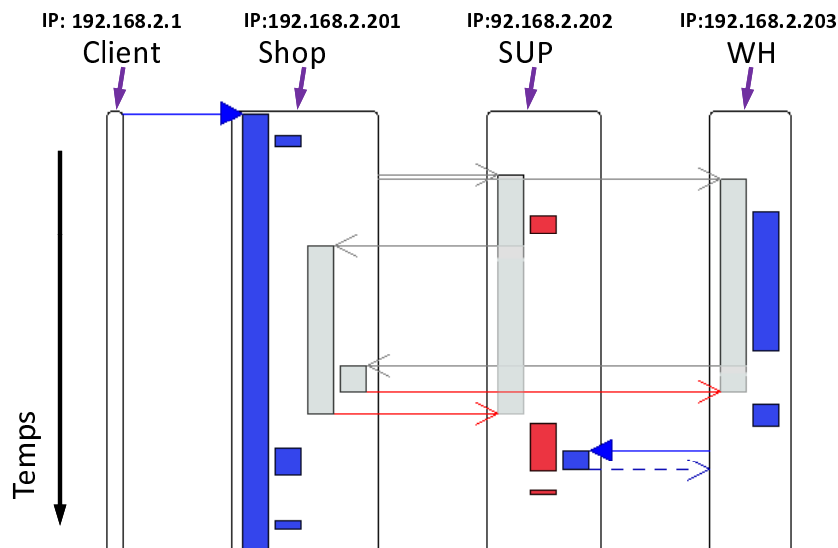 IP: 192.168.2.1
IP:192.168.2.201
IP:92.168.2.202
IP:192.168.2.203
Client
Shop
SUP
WH
Temps